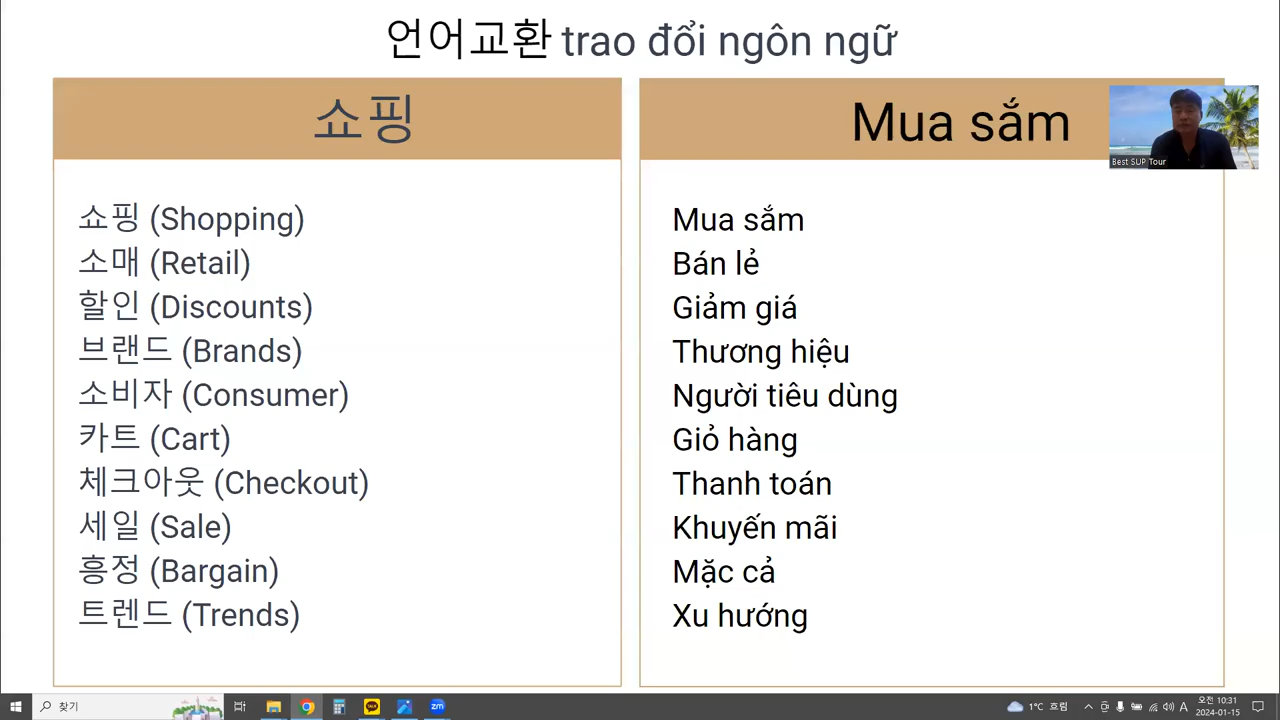 언어교환 trao đổi ngôn ngữ
쇼핑
쇼핑 (Shopping)
소매 (Retail)
할인 (Discounts)
브랜드 (Brands)
소비자 (Consumer)
카트 (Cart)
체크아웃 (Checkout)
세일 (Sale)
흥정 (Bargain)
트렌드 (Trends)
Mua sắm
Best SUP Tour
Mua sắm
Bán lẻ
Giảm giá
Thương hiệu
Người tiêu dùng
Giỏ hàng
Thanh toán
Khuyến mãi
Mặc cả
Xu hướng
찾기
TALK
zm
1°C 흐림
A
오전 10:31
2024-01-15